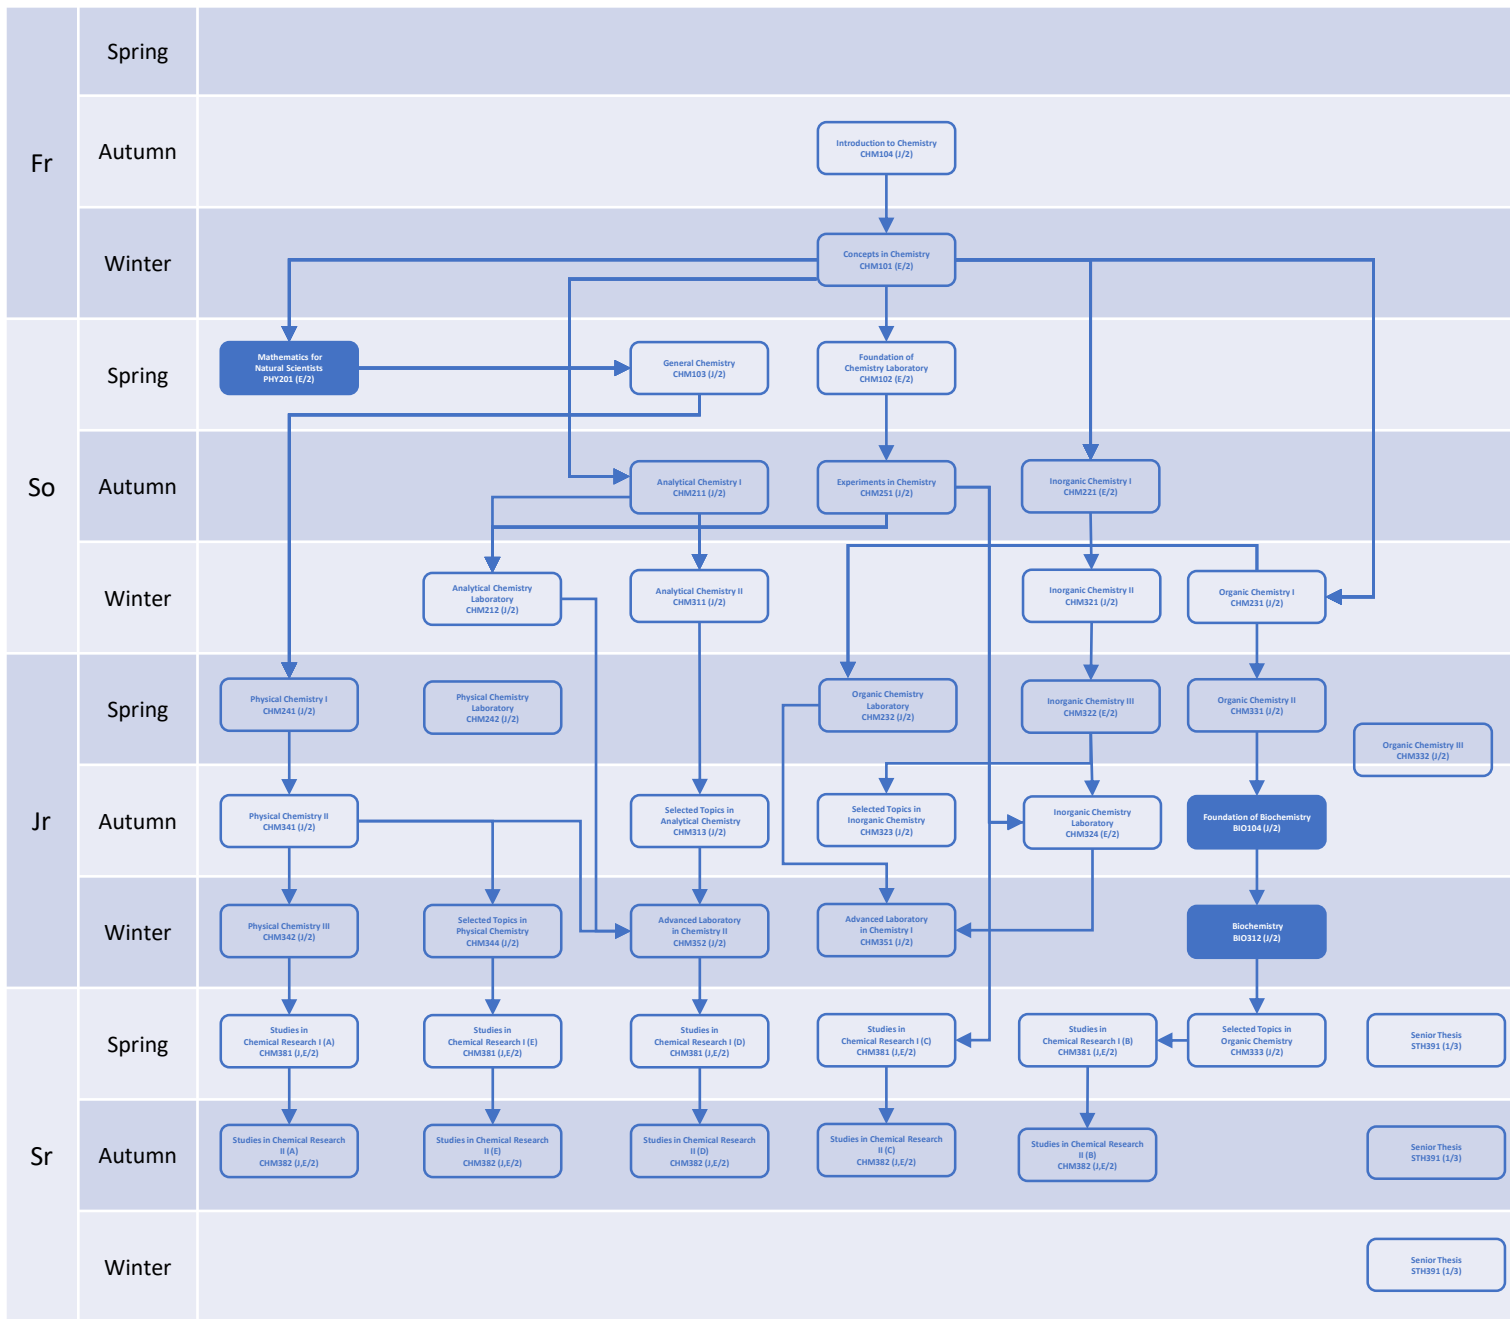 Fr
Spring
Autumn
Introduction to Chemistry
CHM104 (J/2)
Winter
Concepts in Chemistry
CHM101 (E/2)
So
Spring
Mathematics for
Natural Scientists
PHY201 (E/2)
General Chemistry
CHM103 (J/2)
Foundation of
Chemistry Laboratory
CHM102 (E/2)
Autumn
Analytical Chemistry I
CHM211 (J/2)
Experiments in Chemistry
CHM251 (J/2)
Inorganic Chemistry I
CHM221 (E/2)
Winter
Analytical Chemistry
Laboratory
CHM212 (J/2)
Analytical Chemistry II
CHM311 (J/2)
Inorganic Chemistry II
CHM321 (J/2)
Organic Chemistry I
CHM231 (J/2)
Jr
Spring
Physical Chemistry I
CHM241 (J/2)
Physical Chemistry
Laboratory
CHM242 (J/2)
Organic Chemistry
Laboratory
CHM232 (J/2)
Inorganic Chemistry III
CHM322 (E/2)
Organic Chemistry II
CHM331 (J/2)
Organic Chemistry III
CHM332 (J/2)
Autumn
Physical Chemistry II
CHM341 (J/2)
Selected Topics in
Analytical Chemistry
CHM313 (J/2)
Selected Topics in
Inorganic Chemistry
CHM323 (J/2)
Inorganic Chemistry
Laboratory
CHM324 (E/2)
Foundation of Biochemistry
BIO104 (J/2)
Winter
Physical Chemistry III
CHM342 (J/2)
Selected Topics in
Physical Chemistry
CHM344 (J/2)
Advanced Laboratory
in Chemistry II
CHM352 (J/2)
Advanced Laboratory
in Chemistry I
CHM351 (J/2)
Biochemistry
BIO312 (J/2)
Sr
Spring
Studies in
Chemical Research I (A)
CHM381 (J,E/2)
Studies in
Chemical Research I (E)
CHM381 (J,E/2)
Studies in
Chemical Research I (D)
CHM381 (J,E/2)
Studies in
Chemical Research I (C)
CHM381 (J,E/2)
Studies in
Chemical Research I (B)
CHM381 (J,E/2)
Selected Topics in
Organic Chemistry
CHM333 (J/2)
Senior Thesis
STH391 (1/3)
Autumn
Studies in Chemical Research
II (A)
CHM382 (J,E/2)
Studies in Chemical Research
II (E)
CHM382 (J,E/2)
Studies in Chemical Research
II (D)
CHM382 (J,E/2)
Studies in Chemical Research
II (C)
CHM382 (J,E/2)
Studies in Chemical Research
II (B)
CHM382 (J,E/2)
Senior Thesis
STH391 (1/3)
Winter
Senior Thesis
STH391 (1/3)